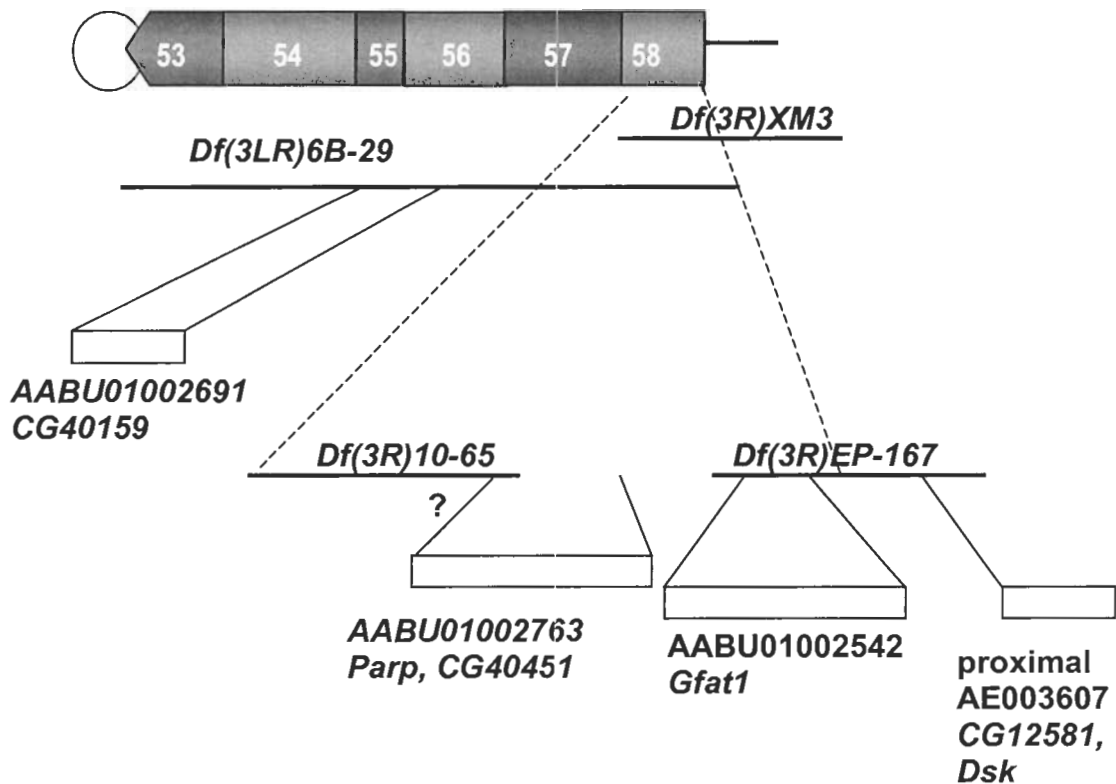 53 54 55 56 57 58
Df(3R)XM3
Df(3LR)6B-29
AABU01002691
CG40159
Df(3R)10-65
Df(3R)EP-167
?
AABU01002763
Parp, CG40451
AABU01002542
Gfat1
proximal
AE003607
CG12581,
Dsk